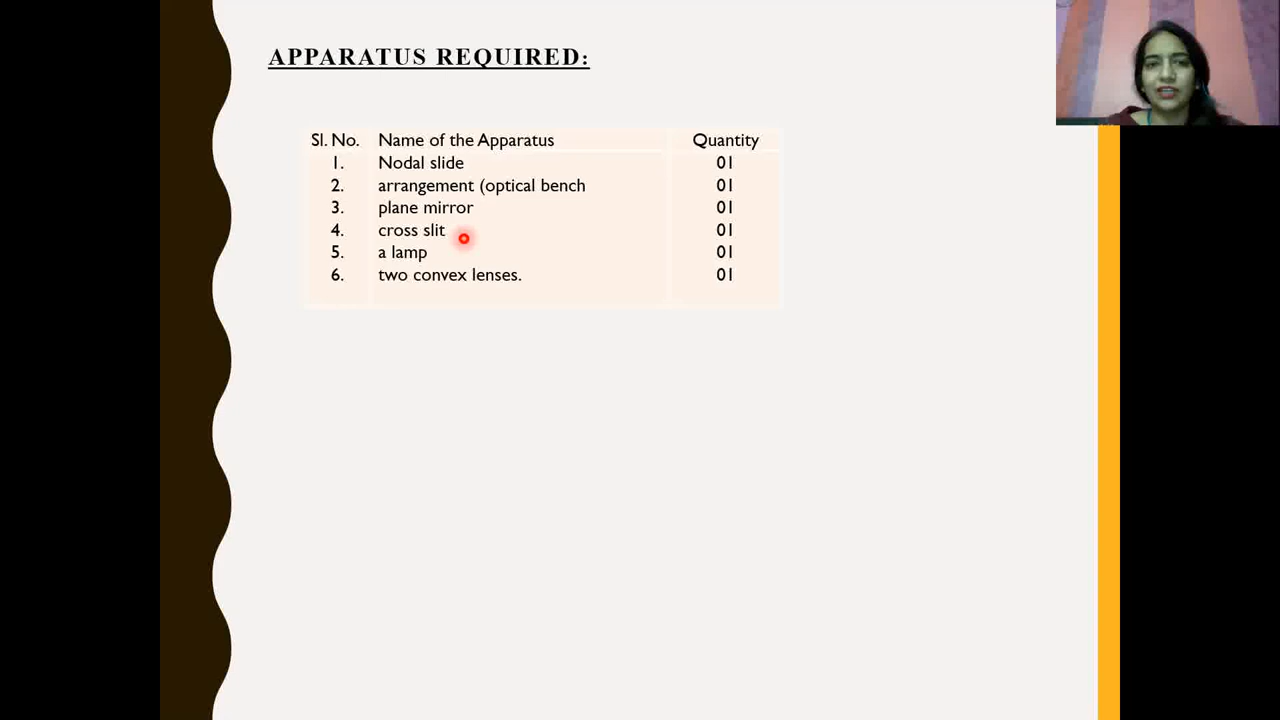 APPARATUS REQUIRED:
Sl. No. Name of the Apparatus Quantity
1. Nodal slide 01
2. arrangement (optical bench 01
3. plane mirror 01
4. cross slit 01
5. a lamp 01
6. two convex lenses. 01